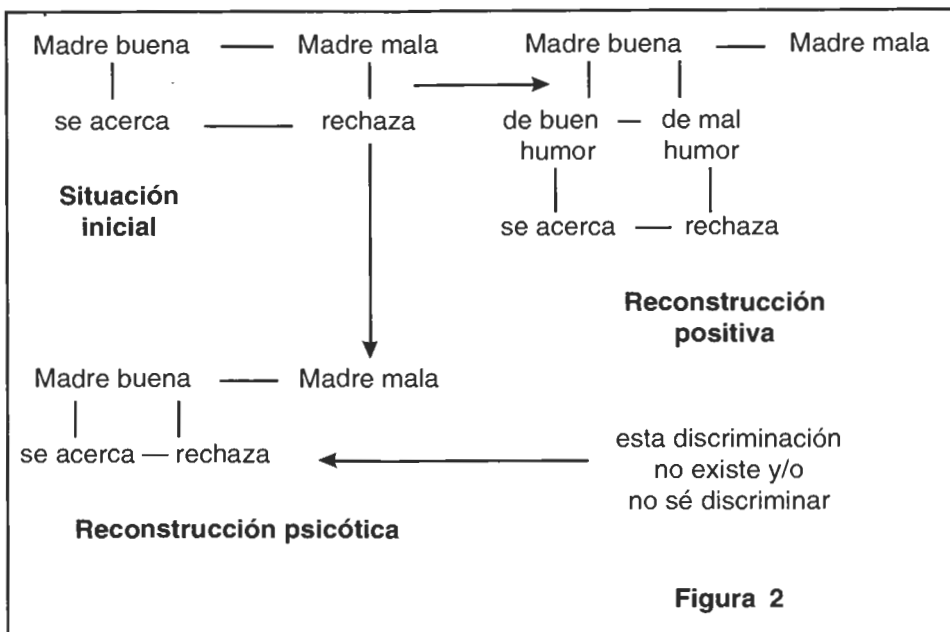 Madre buena — Madre mala
se acerca — rechaza
Situación
inicial
Madre buena — Madre mala
de buen — de mal
humor humor
se acerca — rechaza
Reconstrucción
positiva
Madre buena — Madre mala
se acerca — rechaza
Reconstrucción psicótica
esta discriminación
no existe y/o
no sé discriminar
Figura 2